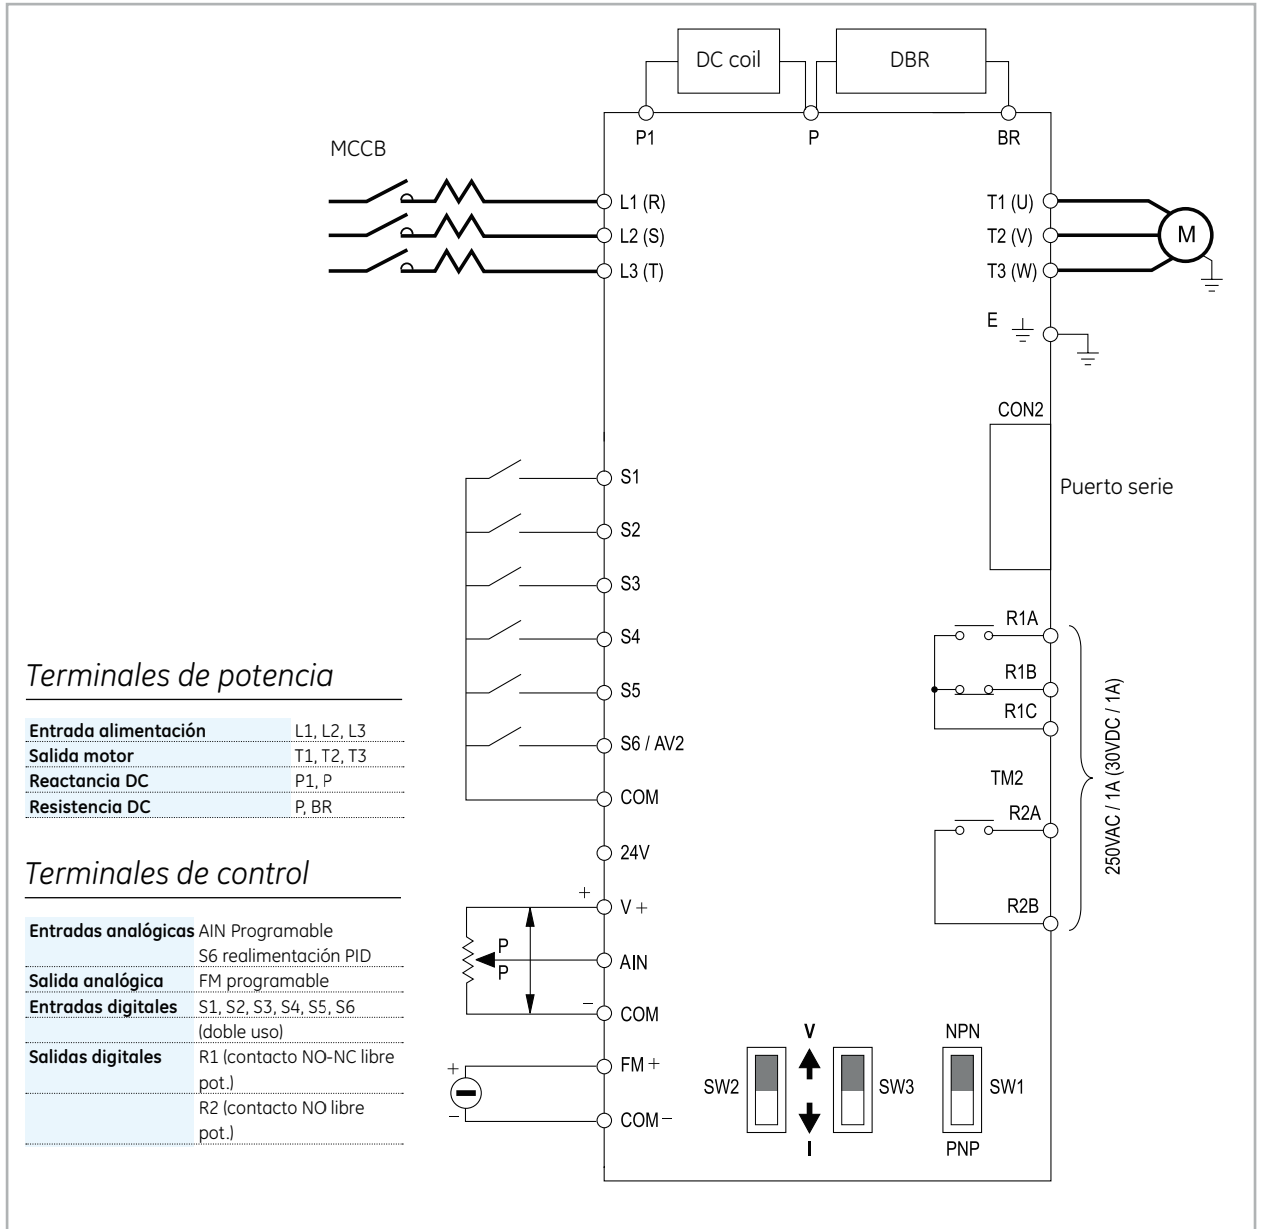 DC coil
DBR
P1
P
BR
MCCB
L1 (R)
T1 (U)
L2 (S)
T2 (V)
M
L3 (T)
T3 (W)
E
CON2
Puerto serie
S1
S2
S3
S4
S5
S6 / AV2
COM
24V
+
V +
P
AIN
P
−
COM
+
FM +
−
COM −
R1A
R1B
R1C
TM2
R2A
R2B
250VAC / 1A (30VDC / 1A)
V
NPN
SW2
SW3
SW1
I
PNP
Terminales de potencia
Entrada alimentación L1, L2, L3
Salida motor T1, T2, T3
Reactancia DC P1, P
Resistencia DC P, BR
Terminales de control
Entradas analógicas AIN Programable
S6 realimentación PID
Salida analógica FM programable
Entradas digitales S1, S2, S3, S4, S5, S6
(doble uso)
Salidas digitales R1 (contacto NO-NC libre
pot.)
R2 (contacto NO libre
pot.)